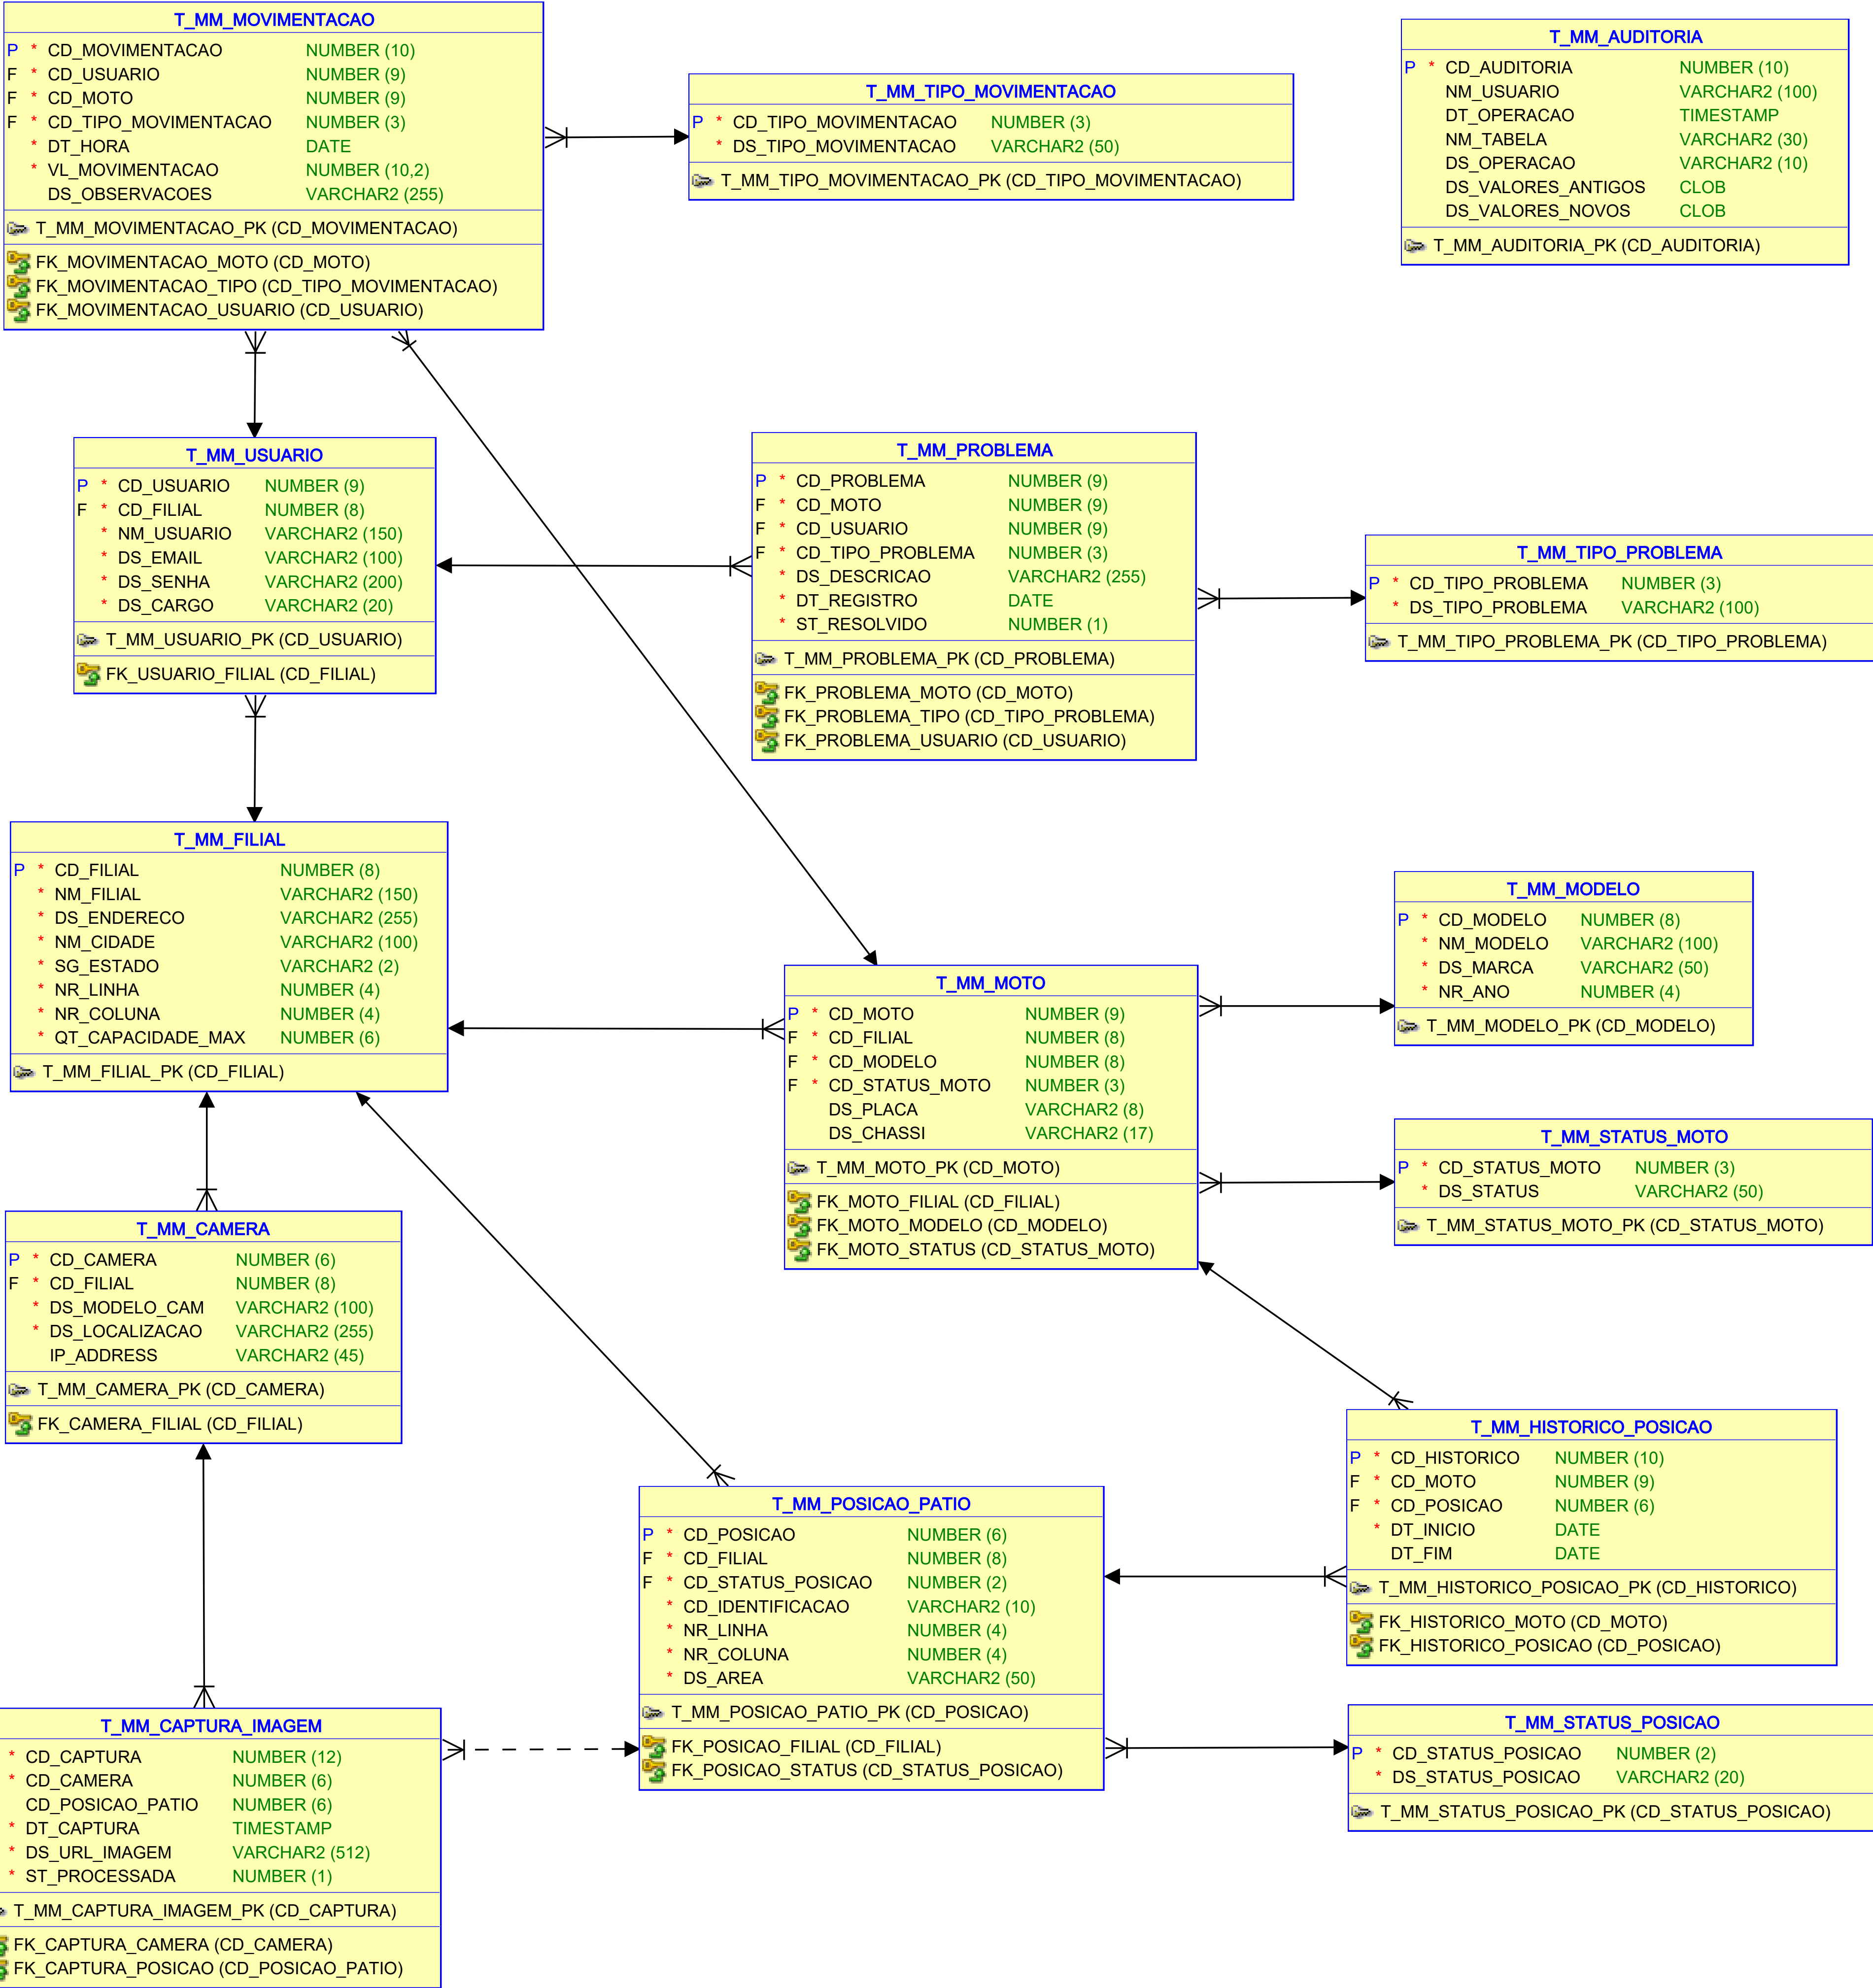 T_MM_MOVIMENTACAO
P * CD_MOVIMENTACAO NUMBER (10)
F * CD_USUARIO NUMBER (9)
F * CD_MOTO NUMBER (9)
F * CD_TIPO_MOVIMENTACAO NUMBER (3)
* DT_HORA DATE
* VL_MOVIMENTACAO NUMBER (10,2)
DS_OBSERVACOES VARCHAR2 (255)
T_MM_MOVIMENTACAO_PK (CD_MOVIMENTACAO)
FK_MOVIMENTACAO_MOTO (CD_MOTO)
FK_MOVIMENTACAO_TIPO (CD_TIPO_MOVIMENTACAO)
FK_MOVIMENTACAO_USUARIO (CD_USUARIO)
T_MM_TIPO_MOVIMENTACAO
P * CD_TIPO_MOVIMENTACAO NUMBER (3)
* DS_TIPO_MOVIMENTACAO VARCHAR2 (50)
T_MM_TIPO_MOVIMENTACAO_PK (CD_TIPO_MOVIMENTACAO)
T_MM_AUDITORIA
P * CD_AUDITORIA NUMBER (10)
NM_USUARIO VARCHAR2 (100)
DT_OPERACAO TIMESTAMP
NM_TABELA VARCHAR2 (30)
DS_OPERACAO VARCHAR2 (10)
DS_VALORES_ANTIGOS CLOB
DS_VALORES_NOVOS CLOB
T_MM_AUDITORIA_PK (CD_AUDITORIA)
T_MM_USUARIO
P * CD_USUARIO NUMBER (9)
F * CD_FILIAL NUMBER (8)
* NM_USUARIO VARCHAR2 (150)
* DS_EMAIL VARCHAR2 (100)
* DS_SENHA VARCHAR2 (200)
* DS_CARGO VARCHAR2 (20)
T_MM_USUARIO_PK (CD_USUARIO)
FK_USUARIO_FILIAL (CD_FILIAL)
T_MM_PROBLEMA
P * CD_PROBLEMA NUMBER (9)
F * CD_MOTO NUMBER (9)
F * CD_USUARIO NUMBER (9)
F * CD_TIPO_PROBLEMA NUMBER (3)
* DS_DESCRICAO VARCHAR2 (255)
* DT_REGISTRO DATE
* ST_RESOLVIDO NUMBER (1)
T_MM_PROBLEMA_PK (CD_PROBLEMA)
FK_PROBLEMA_MOTO (CD_MOTO)
FK_PROBLEMA_TIPO (CD_TIPO_PROBLEMA)
FK_PROBLEMA_USUARIO (CD_USUARIO)
T_MM_TIPO_PROBLEMA
P * CD_TIPO_PROBLEMA NUMBER (3)
* DS_TIPO_PROBLEMA VARCHAR2 (100)
T_MM_TIPO_PROBLEMA_PK (CD_TIPO_PROBLEMA)
T_MM_FILIAL
P * CD_FILIAL NUMBER (8)
* NM_FILIAL VARCHAR2 (150)
* DS_ENDERECO VARCHAR2 (255)
* NM_CIDADE VARCHAR2 (100)
* SG_ESTADO VARCHAR2 (2)
* NR_LINHA NUMBER (4)
* NR_COLUNA NUMBER (4)
* QT_CAPACIDADE_MAX NUMBER (6)
T_MM_FILIAL_PK (CD_FILIAL)
T_MM_MOTO
P * CD_MOTO NUMBER (9)
F * CD_FILIAL NUMBER (8)
F * CD_MODELO NUMBER (8)
F * CD_STATUS_MOTO NUMBER (3)
DS_PLACA VARCHAR2 (8)
DS_CHASSI VARCHAR2 (17)
T_MM_MOTO_PK (CD_MOTO)
FK_MOTO_FILIAL (CD_FILIAL)
FK_MOTO_MODELO (CD_MODELO)
FK_MOTO_STATUS (CD_STATUS_MOTO)
T_MM_MODELO
P * CD_MODELO NUMBER (8)
* NM_MODELO VARCHAR2 (100)
* DS_MARCA VARCHAR2 (50)
* NR_ANO NUMBER (4)
T_MM_MODELO_PK (CD_MODELO)
T_MM_STATUS_MOTO
P * CD_STATUS_MOTO NUMBER (3)
* DS_STATUS VARCHAR2 (50)
T_MM_STATUS_MOTO_PK (CD_STATUS_MOTO)
T_MM_CAMERA
P * CD_CAMERA NUMBER (6)
F * CD_FILIAL NUMBER (8)
* DS_MODELO_CAM VARCHAR2 (100)
* DS_LOCALIZACAO VARCHAR2 (255)
IP_ADDRESS VARCHAR2 (45)
T_MM_CAMERA_PK (CD_CAMERA)
FK_CAMERA_FILIAL (CD_FILIAL)
T_MM_HISTORICO_POSICAO
P * CD_HISTORICO NUMBER (10)
F * CD_MOTO NUMBER (9)
F * CD_POSICAO NUMBER (6)
* DT_INICIO DATE
DT_FIM DATE
T_MM_HISTORICO_POSICAO_PK (CD_HISTORICO)
FK_HISTORICO_MOTO (CD_MOTO)
FK_HISTORICO_POSICAO (CD_POSICAO)
T_MM_POSICAO_PATIO
P * CD_POSICAO NUMBER (6)
F * CD_FILIAL NUMBER (8)
F * CD_STATUS_POSICAO NUMBER (2)
* CD_IDENTIFICACAO VARCHAR2 (10)
* NR_LINHA NUMBER (4)
* NR_COLUNA NUMBER (4)
* DS_AREA VARCHAR2 (50)
T_MM_POSICAO_PATIO_PK (CD_POSICAO)
FK_POSICAO_FILIAL (CD_FILIAL)
FK_POSICAO_STATUS (CD_STATUS_POSICAO)
T_MM_CAPTURA_IMAGEM
* CD_CAPTURA NUMBER (12)
* CD_CAMERA NUMBER (6)
CD_POSICAO_PATIO NUMBER (6)
* DT_CAPTURA TIMESTAMP
* DS_URL_IMAGEM VARCHAR2 (512)
* ST_PROCESSADA NUMBER (1)
T_MM_CAPTURA_IMAGEM_PK (CD_CAPTURA)
FK_CAPTURA_CAMERA (CD_CAMERA)
FK_CAPTURA_POSICAO (CD_POSICAO_PATIO)
T_MM_STATUS_POSICAO
P * CD_STATUS_POSICAO NUMBER (2)
* DS_STATUS_POSICAO VARCHAR2 (20)
T_MM_STATUS_POSICAO_PK (CD_STATUS_POSICAO)